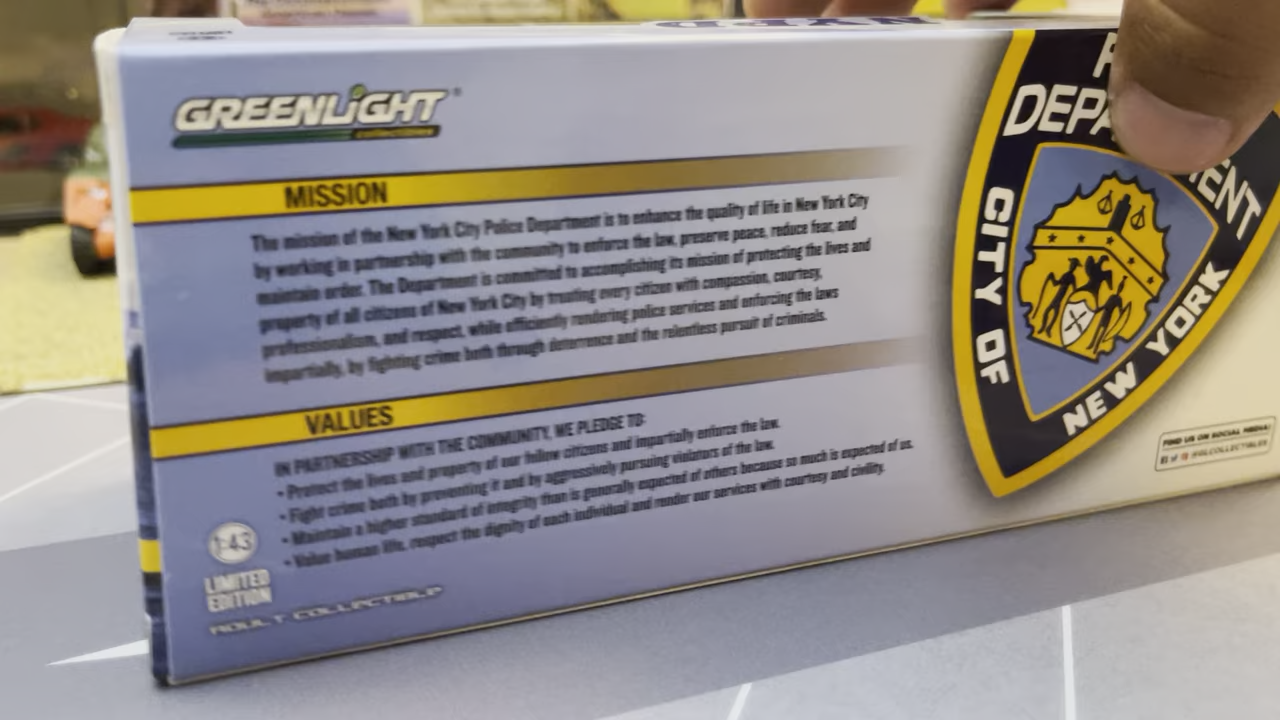 NYPD
GREENLiGHT®
collectibles
MISSION
The mission of the New York City Police Department is to enhance the quality of life in New York City
by working in partnership with the community to enforce the law, preserve peace, reduce fear, and
maintain order. The Department is committed to accomplishing its mission of protecting the lives and
property of all citizens of New York City by treating every citizen with compassion, courtesy,
professionalism, and respect, while efficiently rendering police services and enforcing the laws
impartially, by fighting crime both through deterrence and the relentless pursuit of criminals.
VALUES
IN PARTNERSHIP WITH THE COMMUNITY, WE PLEDGE TO:
• Protect the lives and property of our fellow citizens and impartially enforce the law.
• Fight crime both by preventing it and by aggressively pursuing violators of the law.
• Maintain a higher standard of integrity than is generally expected of others because so much is expected of us.
• Value human life, respect the dignity of each individual and render our services with courtesy and civility.
1:43
LIMITED
EDITION
ADULT COLLECTIBLE
P
DEPA
MENT
CITY OF
NEW YORK
FIND US ON SOCIAL MEDIA!
@GLCOLLECTIBLES